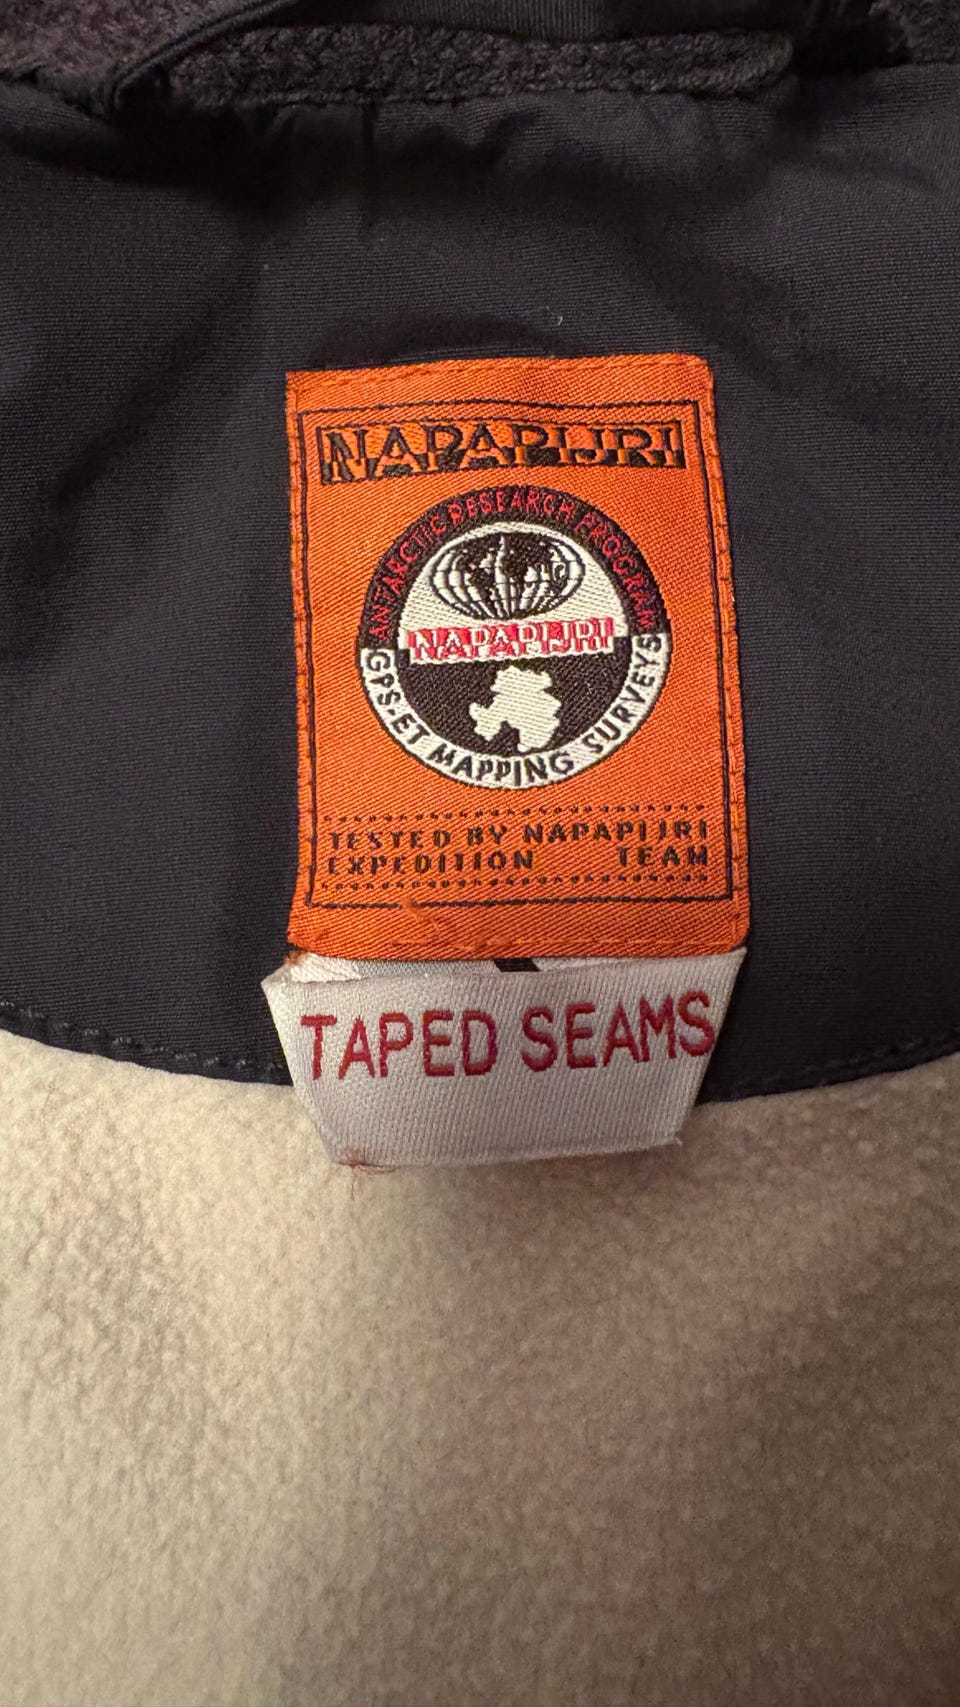 NAPAPIJRI
ANTARCTIC RESEARCH PROGRAM
NAPAPIJRI
GPS-ET MAPPING SURVEYS
TESTED BY NAPAPIJRI
EXPEDITION TEAM
TAPED SEAMS